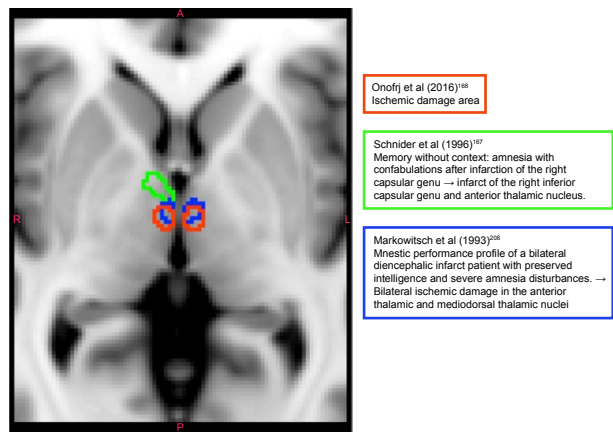 A
R
L
P
Onofrj et al (2016)¹⁶⁸
Ischemic damage area
Schnider et al (1996)¹⁶⁷
Memory without context: amnesia with
confabulations after infarction of the right
capsular genu → infarct of the right inferior
capsular genu and anterior thalamic nucleus.
Markowitsch et al (1993)²⁰⁸
Mnestic performance profile of a bilateral
diencephalic infarct patient with preserved
intelligence and severe amnesia disturbances. →
Bilateral ischemic damage in the anterior
thalamic and mediodorsal thalamic nuclei